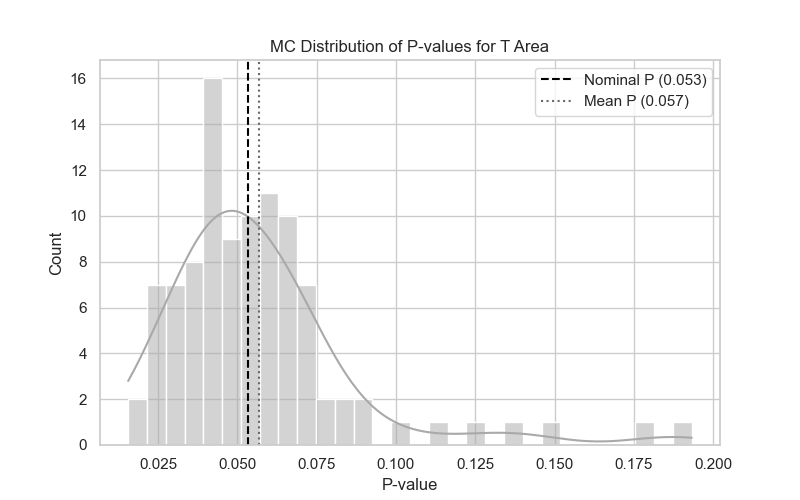 MC Distribution of P-values for T Area
Nominal P (0.053)
Mean P (0.057)
Count
16
14
12
10
8
6
4
2
0
0.025 0.050 0.075 0.100 0.125 0.150 0.175 0.200
P-value